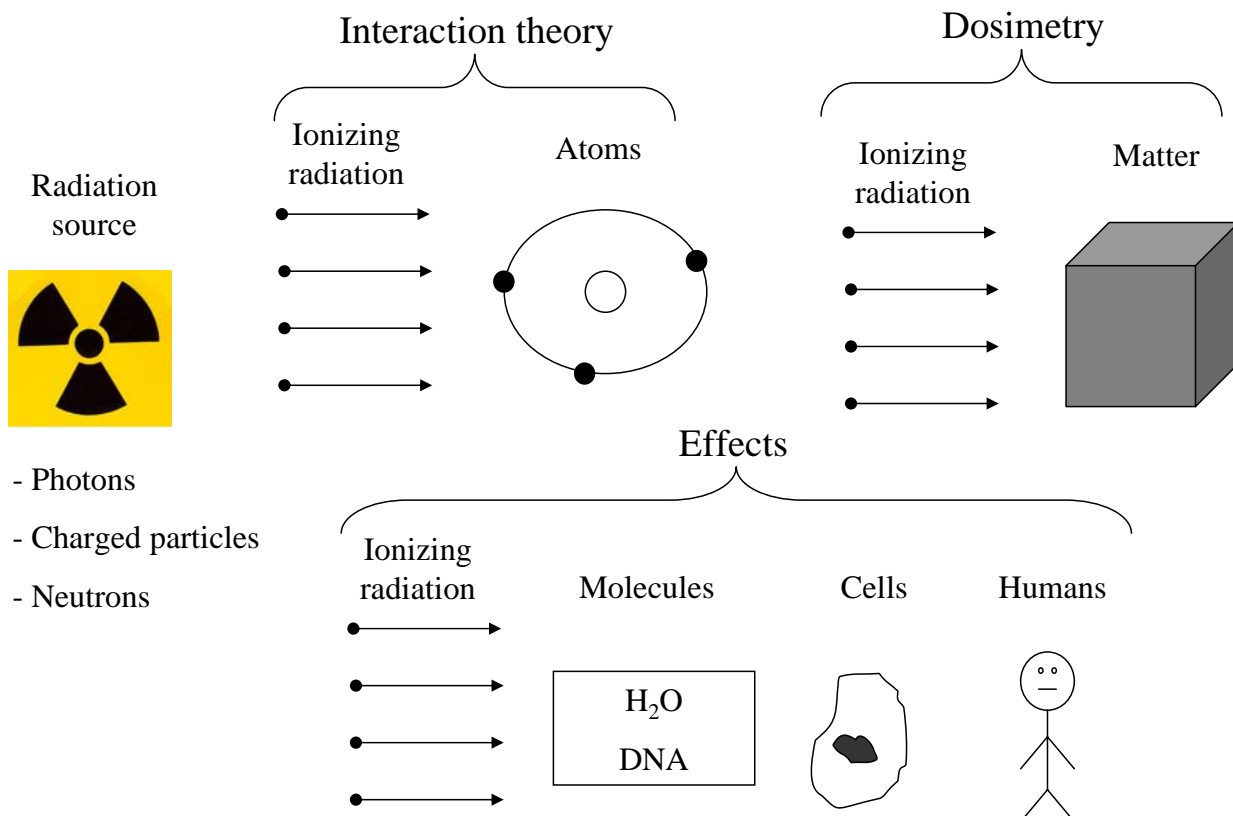 Interaction theory
Dosimetry
Ionizing
radiation
Atoms
Ionizing
radiation
Matter
Radiation
source
Effects
- Photons
- Charged particles
- Neutrons
Ionizing
radiation
Molecules
Cells
Humans
H₂O
DNA